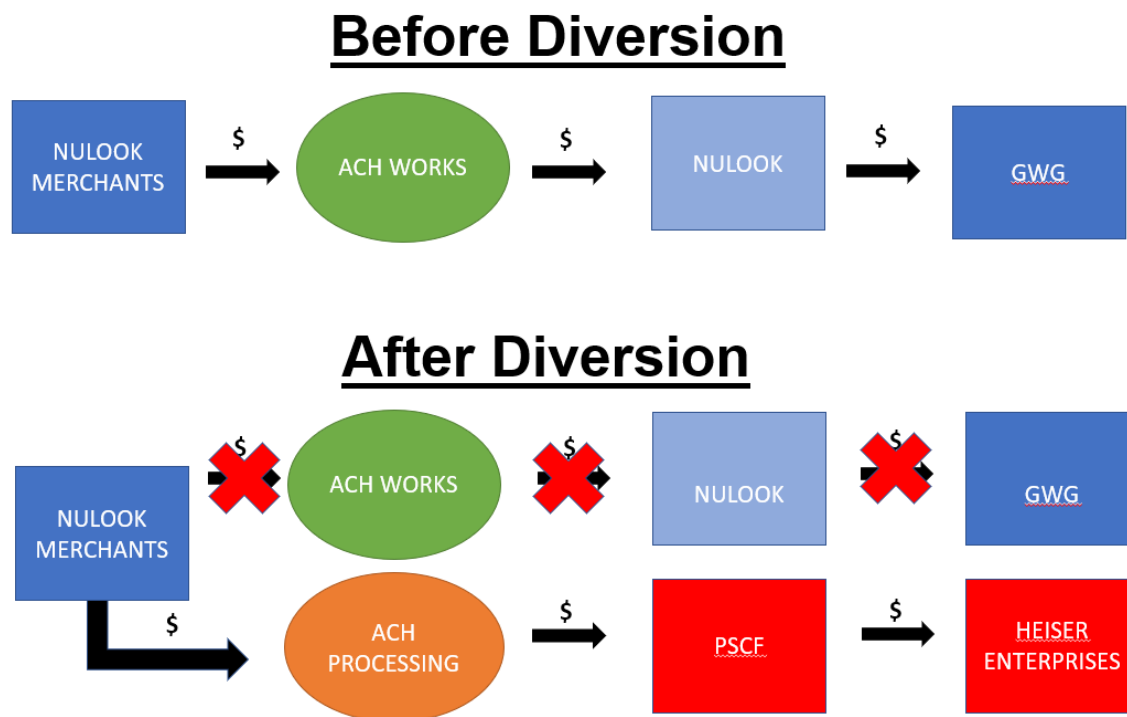 Before Diversion
$
$
$
NULOOK
MERCHANTS
ACH WORKS
NULOOK
GWG
After Diversion
$
$
$
ACH WORKS
NULOOK
GWG
NULOOK
MERCHANTS
$
$
$
ACH
PROCESSING
PSCF
HEISER
ENTERPRISES